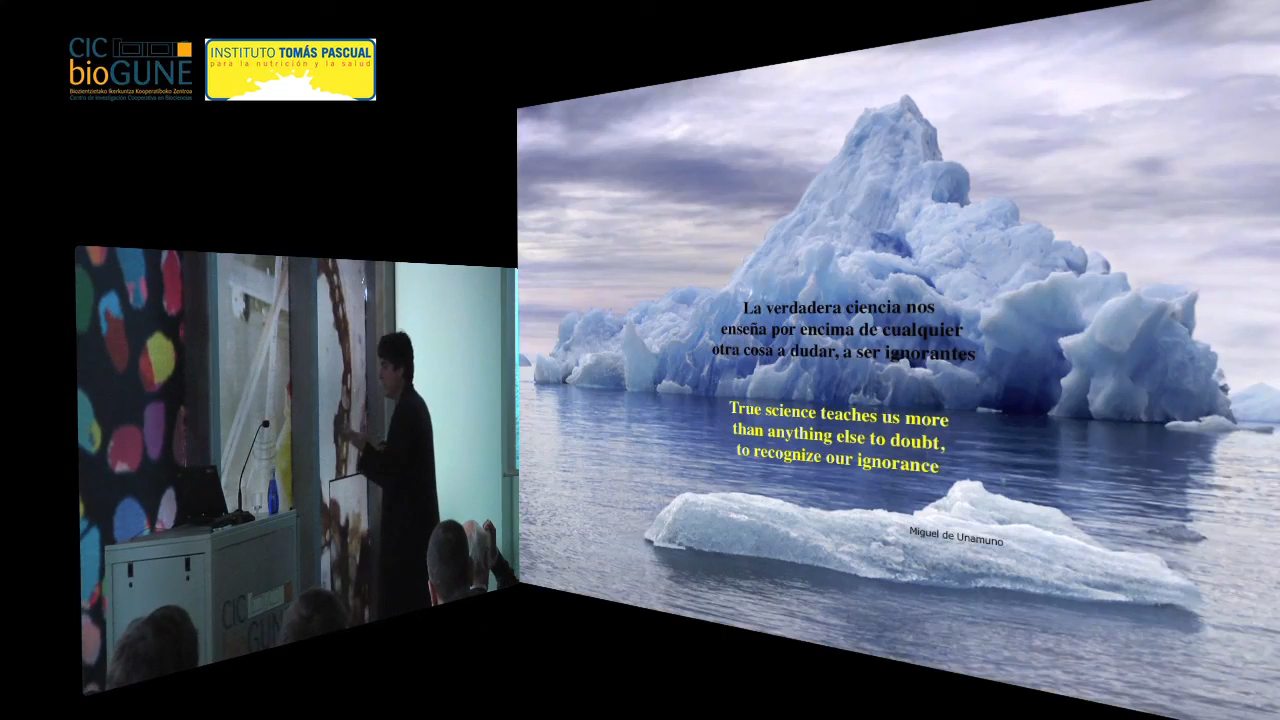 CIC
bioGUNE
Biozientzietako Ikerkuntza Kooperatiboko Zentroa
Centro de Investigación Cooperativa en Biociencias
INSTITUTO TOMÁS PASCUAL
para la nutrición y la salud
La verdadera ciencia nos
enseña por encima de cualquier
otra cosa a dudar, a ser ignorantes
True science teaches us more
than anything else to doubt,
to recognize our ignorance
Miguel de Unamuno
CIC
GUNE